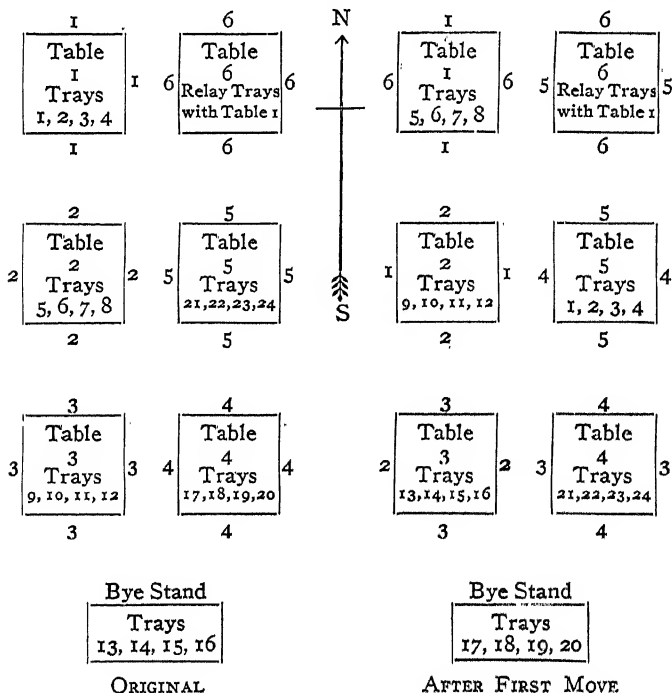 1
Table
1
Trays
1, 2, 3, 4
1
1
6
6
Table
6
Relay Trays
with Table 1
6
6
2
2
Table
2
Trays
5, 6, 7, 8
2
2
5
5
Table
5
Trays
21,22,23,24
5
5
3
3
Table
3
Trays
9, 10, 11, 12
3
3
4
4
Table
4
Trays
17,18,19,20
4
4
Bye Stand
Trays
13, 14, 15, 16
ORIGINAL
N
S
1
6
Table
1
Trays
5, 6, 7, 8
6
1
6
5
Table
6
Relay Trays
with Table 1
5
6
2
1
Table
2
Trays
9, 10, 11, 12
1
2
5
4
Table
5
Trays
1, 2, 3, 4
4
5
3
2
Table
3
Trays
13,14,15,16
2
3
4
3
Table
4
Trays
21,22,23,24
3
4
Bye Stand
Trays
17, 18, 19, 20
AFTER FIRST MOVE